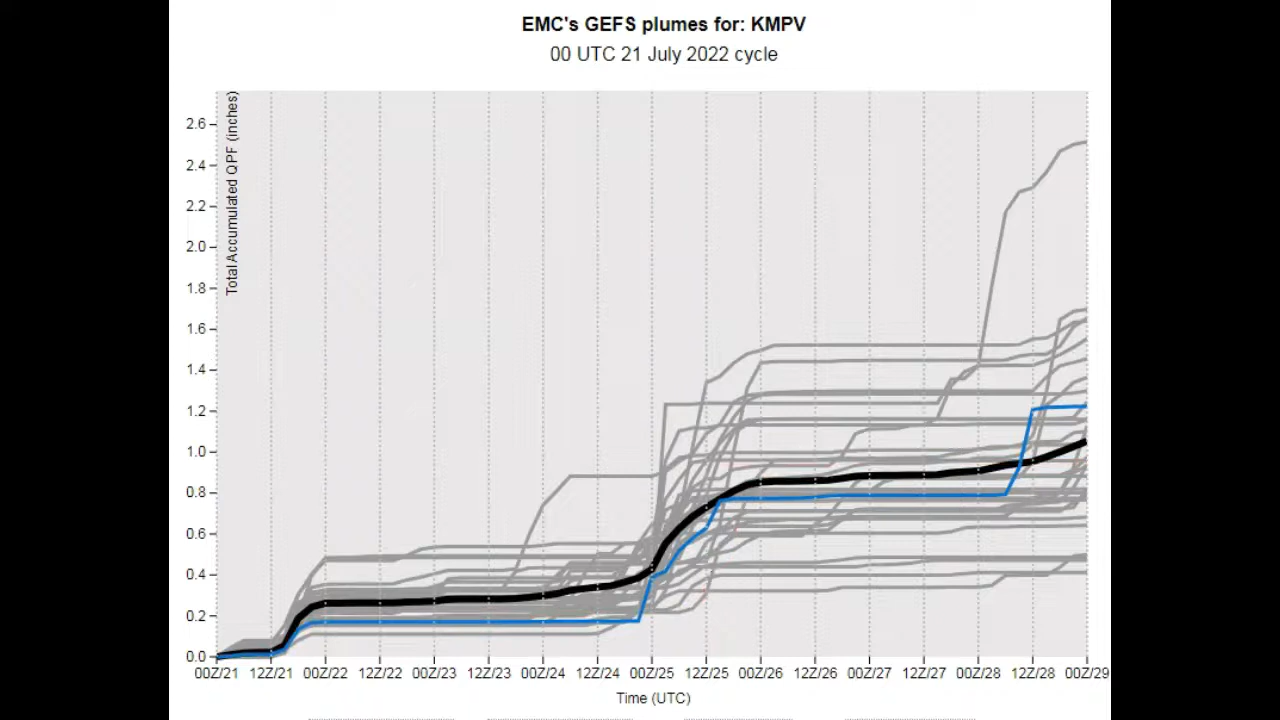 EMC's GEFS plumes for: KMPV
00 UTC 21 July 2022 cycle
Total Accumulated QPF (inches)
2.6
2.4
2.2
2.0
1.8
1.6
1.4
1.2
1.0
0.8
0.6
0.4
0.2
0.0
00Z/21 12Z/21 00Z/22 12Z/22 00Z/23 12Z/23 00Z/24 12Z/24 00Z/25 12Z/25 00Z/26 12Z/26 00Z/27 12Z/27 00Z/28 12Z/28 00Z/29
Time (UTC)